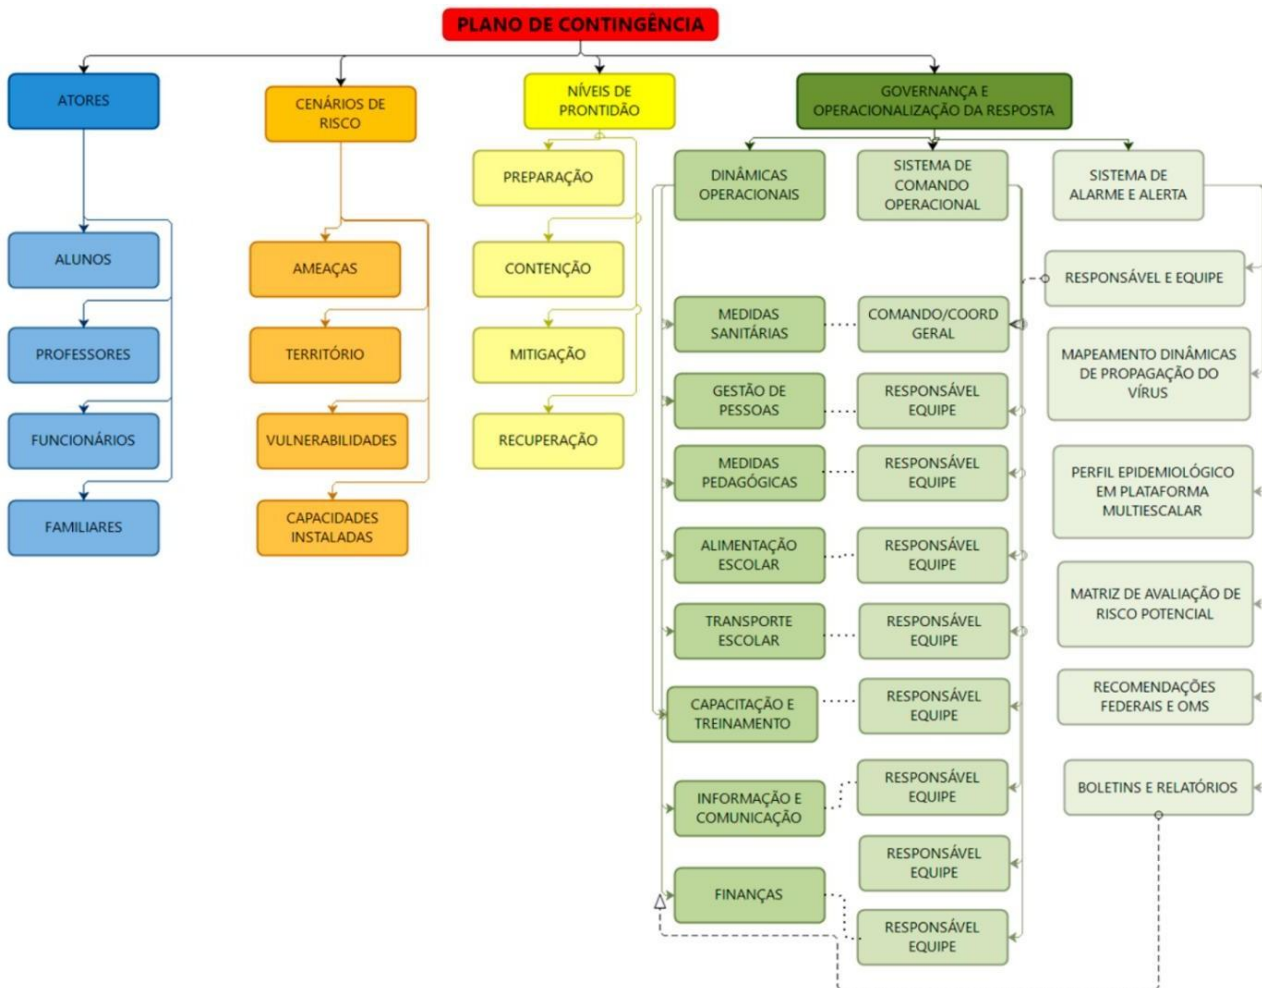 PLANO DE CONTINGÊNCIA
ATORES
ALUNOS
PROFESSORES
FUNCIONÁRIOS
FAMILIARES
CENÁRIOS DE
RISCO
AMEAÇAS
TERRITÓRIO
VULNERABILIDADES
CAPACIDADES
INSTALADAS
NÍVEIS DE
PRONTIDÃO
PREPARAÇÃO
CONTENÇÃO
MITIGAÇÃO
RECUPERAÇÃO
GOVERNANÇA E
OPERACIONALIZAÇÃO DA RESPOSTA
DINÂMICAS
OPERACIONAIS
MEDIDAS
SANITÁRIAS
GESTÃO DE
PESSOAS
MEDIDAS
PEDAGÓGICAS
ALIMENTAÇÃO
ESCOLAR
TRANSPORTE
ESCOLAR
CAPACITAÇÃO E
TREINAMENTO
INFORMAÇÃO E
COMUNICAÇÃO
FINANÇAS
SISTEMA DE
COMANDO
OPERACIONAL
COMANDO/COORD
GERAL
RESPONSÁVEL
EQUIPE
RESPONSÁVEL
EQUIPE
RESPONSÁVEL
EQUIPE
RESPONSÁVEL
EQUIPE
RESPONSÁVEL
EQUIPE
RESPONSÁVEL
EQUIPE
RESPONSÁVEL
EQUIPE
RESPONSÁVEL
EQUIPE
SISTEMA DE
ALARME E ALERTA
RESPONSÁVEL E EQUIPE
MAPEAMENTO DINÂMICAS
DE PROPAGAÇÃO DO
VÍRUS
PERFIL EPIDEMIOLÓGICO
EM PLATAFORMA
MULTIESCALAR
MATRIZ DE AVALIAÇÃO DE
RISCO POTENCIAL
RECOMENDAÇÕES
FEDERAIS E OMS
BOLETINS E RELATÓRIOS